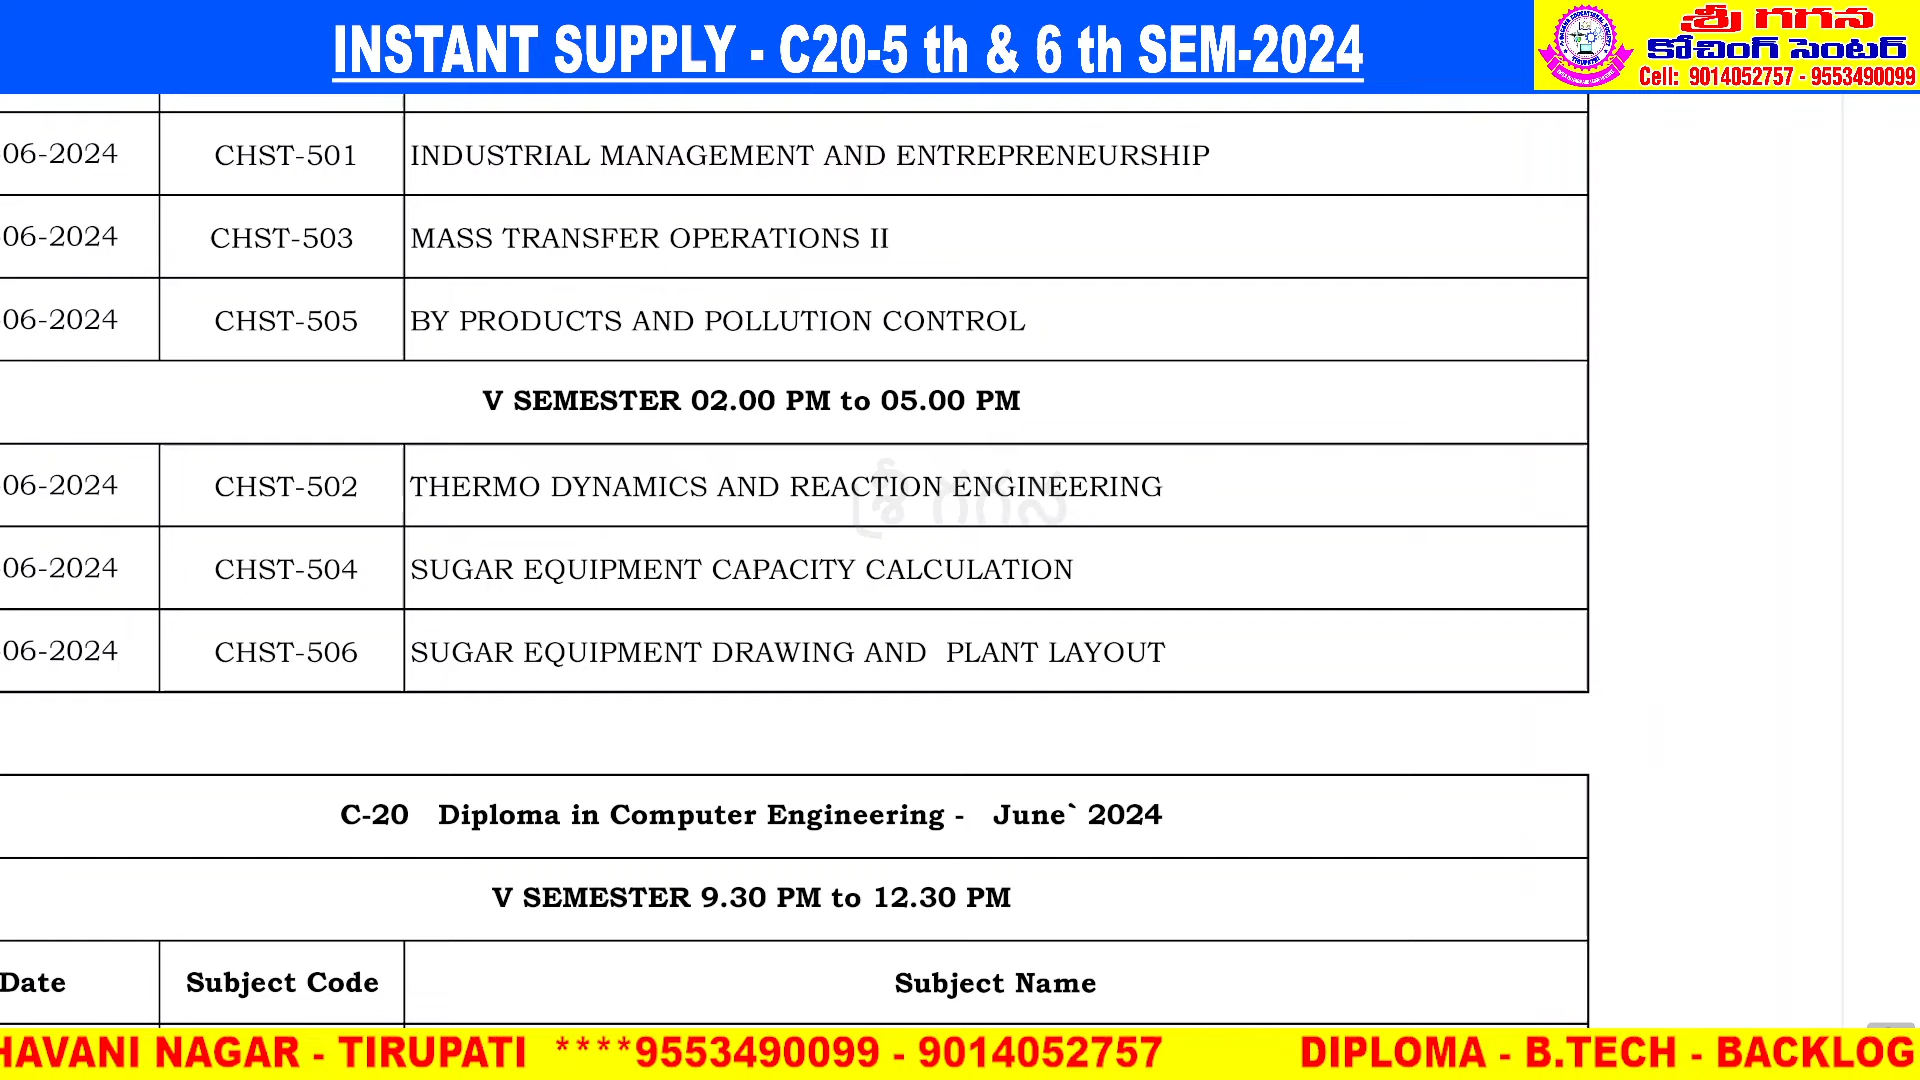 INSTANT SUPPLY - C20-5 th & 6 th SEM-2024
శ్రీ గగన
కోచింగ్ సెంటర్
Cell: 9014052757 - 9553490099
-06-2024 CHST-501 INDUSTRIAL MANAGEMENT AND ENTREPRENEURSHIP
-06-2024 CHST-503 MASS TRANSFER OPERATIONS II
-06-2024 CHST-505 BY PRODUCTS AND POLLUTION CONTROL
V SEMESTER 02.00 PM to 05.00 PM
-06-2024 CHST-502 THERMO DYNAMICS AND REACTION ENGINEERING
శ్రీ గగన
-06-2024 CHST-504 SUGAR EQUIPMENT CAPACITY CALCULATION
-06-2024 CHST-506 SUGAR EQUIPMENT DRAWING AND PLANT LAYOUT
C-20 Diploma in Computer Engineering - June` 2024
V SEMESTER 9.30 PM to 12.30 PM
Date Subject Code Subject Name
HAVANI NAGAR - TIRUPATI ****9553490099 - 9014052757 DIPLOMA - B.TECH - BACKLOG